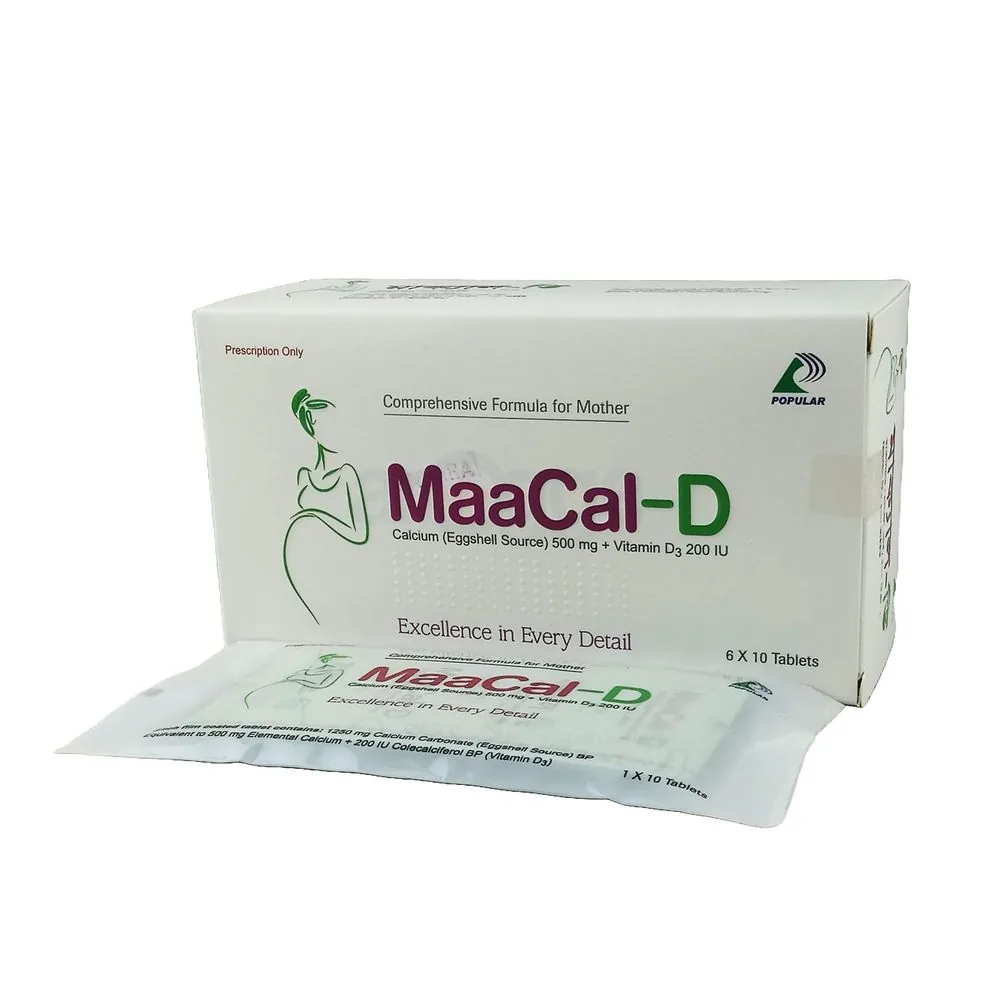 Prescription Only
Comprehensive Formula for Mother
POPULAR
MaaCal-D
Calcium (Eggshell Source) 500 mg + Vitamin D3 200 IU
Excellence in Every Detail
6 X 10 Tablets
Comprehensive Formula for Mother
MaaCal-D
Calcium (Eggshell Source) 500 mg + Vitamin D3 200 IU
Excellence in Every Detail
film coated tablet contains: 1250 mg Calcium Carbonate (Eggshell Source) BP
Equivalent to 500 mg Elemental Calcium + 200 IU Colecalciferol BP (Vitamin D3)
1 X 10 Tablets